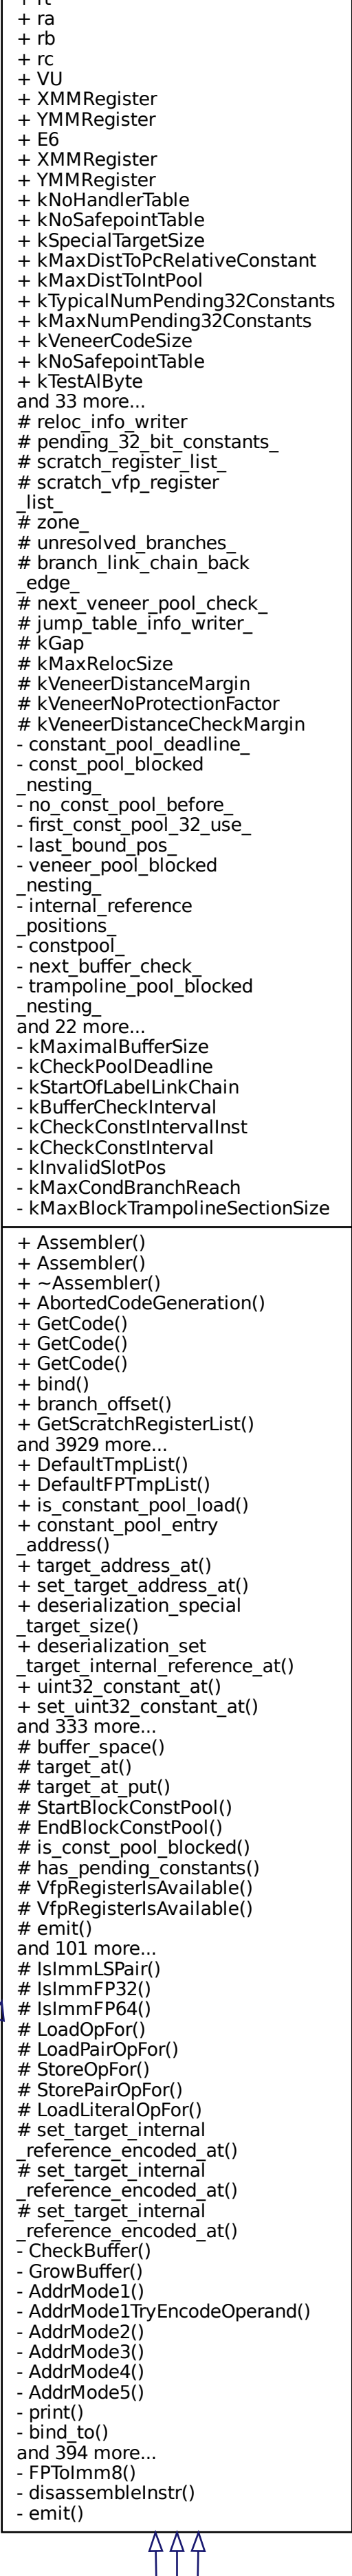 + rt
+ ra
+ rb
+ rc
+ VU
+ XMMRegister
+ YMMRegister
+ E6
+ XMMRegister
+ YMMRegister
+ kNoHandlerTable
+ kNoSafepointTable
+ kSpecialTargetSize
+ kMaxDistToPcRelativeConstant
+ kMaxDistToIntPool
+ kTypicalNumPending32Constants
+ kMaxNumPending32Constants
+ kVeneerCodeSize
+ kNoSafepointTable
+ kTestAlByte
and 33 more...
# reloc_info_writer
# pending_32_bit_constants_
# scratch_register_list_
# scratch_vfp_register
_list_
# zone_
# unresolved_branches_
# branch_link_chain_back
_edge_
# next_veneer_pool_check_
# jump_table_info_writer_
# kGap
# kMaxRelocSize
# kVeneerDistanceMargin
# kVeneerNoProtectionFactor
# kVeneerDistanceCheckMargin
- constant_pool_deadline_
- const_pool_blocked
_nesting_
- no_const_pool_before_
- first_const_pool_32_use_
- last_bound_pos_
- veneer_pool_blocked
_nesting_
- internal_reference
_positions_
- constpool_
- next_buffer_check_
- trampoline_pool_blocked
_nesting_
and 22 more...
- kMaximalBufferSize
- kCheckPoolDeadline
- kStartOfLabelLinkChain
- kBufferCheckInterval
- kCheckConstIntervalInst
- kCheckConstInterval
- kInvalidSlotPos
- kMaxCondBranchReach
- kMaxBlockTrampolineSectionSize
+ Assembler()
+ Assembler()
+ ~Assembler()
+ AbortedCodeGeneration()
+ GetCode()
+ GetCode()
+ GetCode()
+ bind()
+ branch_offset()
+ GetScratchRegisterList()
and 3929 more...
+ DefaultTmpList()
+ DefaultFPTmpList()
+ is_constant_pool_load()
+ constant_pool_entry
_address()
+ target_address_at()
+ set_target_address_at()
+ deserialization_special
_target_size()
+ deserialization_set
_target_internal_reference_at()
+ uint32_constant_at()
+ set_uint32_constant_at()
and 333 more...
# buffer_space()
# target_at()
# target_at_put()
# StartBlockConstPool()
# EndBlockConstPool()
# is_const_pool_blocked()
# has_pending_constants()
# VfpRegisterIsAvailable()
# VfpRegisterIsAvailable()
# emit()
and 101 more...
# IsImmLSPair()
# IsImmFP32()
# IsImmFP64()
# LoadOpFor()
# LoadPairOpFor()
# StoreOpFor()
# StorePairOpFor()
# LoadLiteralOpFor()
# set_target_internal
_reference_encoded_at()
# set_target_internal
_reference_encoded_at()
# set_target_internal
_reference_encoded_at()
- CheckBuffer()
- GrowBuffer()
- AddrMode1()
- AddrMode1TryEncodeOperand()
- AddrMode2()
- AddrMode3()
- AddrMode4()
- AddrMode5()
- print()
- bind_to()
and 394 more...
- FPToImm8()
- disassembleInstr()
- emit()